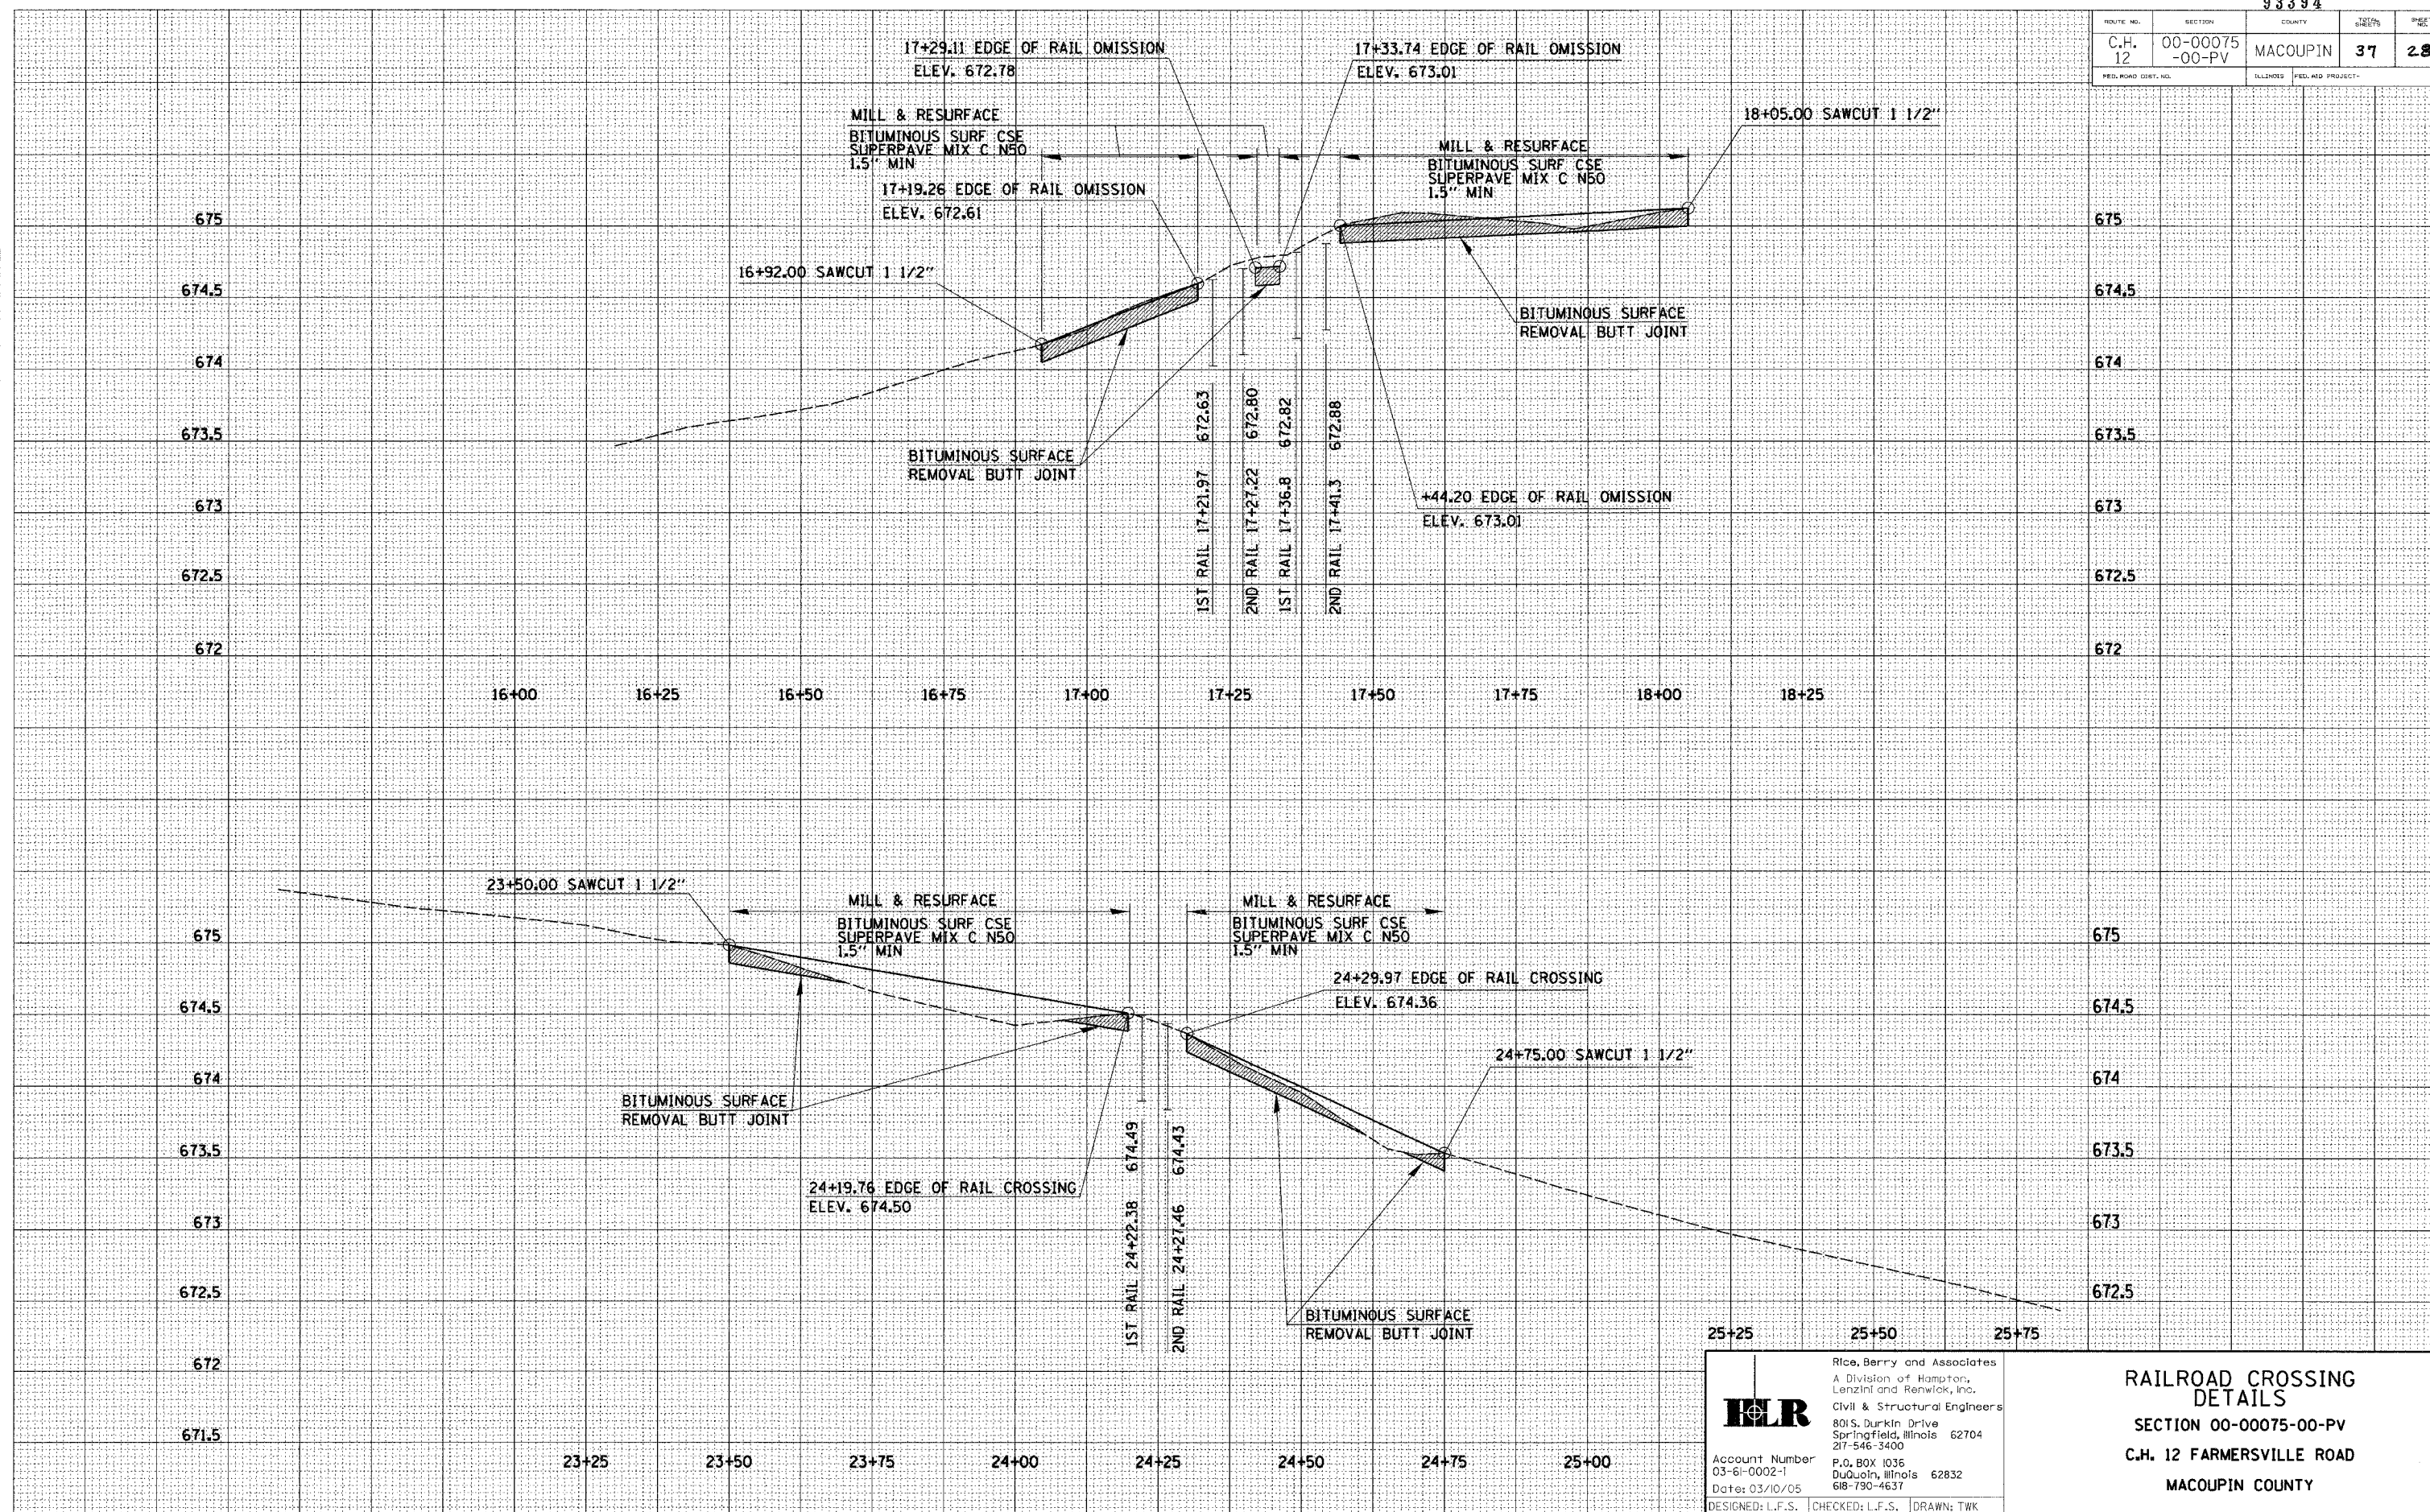 93394
ROUTE NO. SECTION COUNTY TOTAL SHEETS SHEET NO.
C.H. 12 00-00075 -00-PV MACOUPIN 37 28
FED. ROAD DIST. NO. ILLINOIS FED. AID PROJECT-
17+29.11 EDGE OF RAIL OMISSION
ELEV. 672.78
17+33.74 EDGE OF RAIL OMISSION
ELEV. 673.01
MILL & RESURFACE
BITUMINOUS SURF CSE
SUPERPAVE MIX C N50
1.5" MIN
18+05.00 SAWCUT 1 1/2"
MILL & RESURFACE
BITUMINOUS SURF CSE
SUPERPAVE MIX C N50
1.5" MIN
17+19.26 EDGE OF RAIL OMISSION
ELEV. 672.61
16+92.00 SAWCUT 1 1/2"
BITUMINOUS SURFACE
REMOVAL BUTT JOINT
BITUMINOUS SURFACE
REMOVAL BUTT JOINT
+44.20 EDGE OF RAIL OMISSION
ELEV. 673.01
1ST RAIL 17+21.97 672.63
2ND RAIL 17+27.22 672.80
1ST RAIL 17+36.8 672.82
2ND RAIL 17+41.3 672.88
675 675
674.5 674.5
674 674
673.5 673.5
673 673
672.5 672.5
672 672
16+00 16+25 16+50 16+75 17+00 17+25 17+50 17+75 18+00 18+25
23+50.00 SAWCUT 1 1/2"
MILL & RESURFACE
BITUMINOUS SURF CSE
SUPERPAVE MIX C N50
1.5" MIN
MILL & RESURFACE
BITUMINOUS SURF CSE
SUPERPAVE MIX C N50
1.5" MIN
24+29.97 EDGE OF RAIL CROSSING
ELEV. 674.36
24+75.00 SAWCUT 1 1/2"
BITUMINOUS SURFACE
REMOVAL BUTT JOINT
24+19.76 EDGE OF RAIL CROSSING
ELEV. 674.50
1ST RAIL 24+22.38 674.49
2ND RAIL 24+27.46 674.43
BITUMINOUS SURFACE
REMOVAL BUTT JOINT
675 675
674.5 674.5
674 674
673.5 673.5
673 673
672.5 672.5
672
671.5
25+25 25+50 25+75
23+25 23+50 23+75 24+00 24+25 24+50 24+75 25+00
HLR
Rice, Berry and Associates
A Division of Hampton,
Lenzini and Renwick, Inc.
Civil & Structural Engineers
801 S. Durkin Drive
Springfield, Illinois 62704
217-546-3400
P.O. BOX 1036
DuQuoin, Illinois 62832
618-790-4637
Account Number
03-61-0002-1
Date: 03/10/05
DESIGNED: L.F.S. CHECKED: L.F.S. DRAWN: TWK
RAILROAD CROSSING
DETAILS
SECTION 00-00075-00-PV
C.H. 12 FARMERSVILLE ROAD
MACOUPIN COUNTY